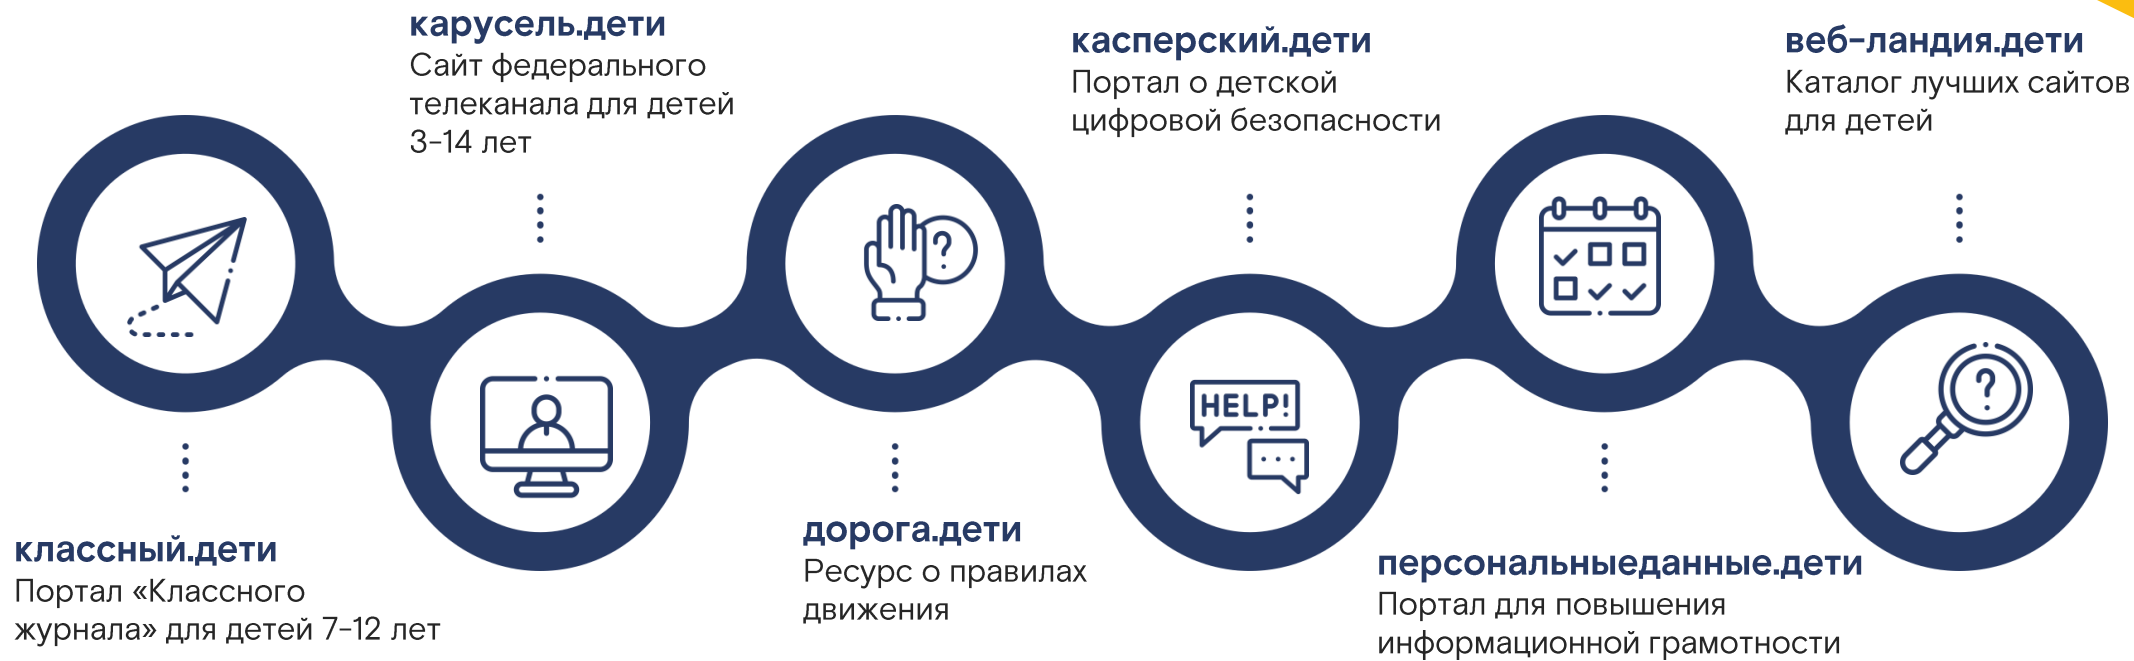 карусель.дети
Сайт федерального
телеканала для детей
3-14 лет
касперский.дети
Портал о детской
цифровой безопасности
веб-ландия.дети
Каталог лучших сайтов
для детей
HELP!
классный.дети
Портал «Классного
журнала» для детей 7-12 лет
дорога.дети
Ресурс о правилах
движения
персональныеданные.дети
Портал для повышения
информационной грамотности